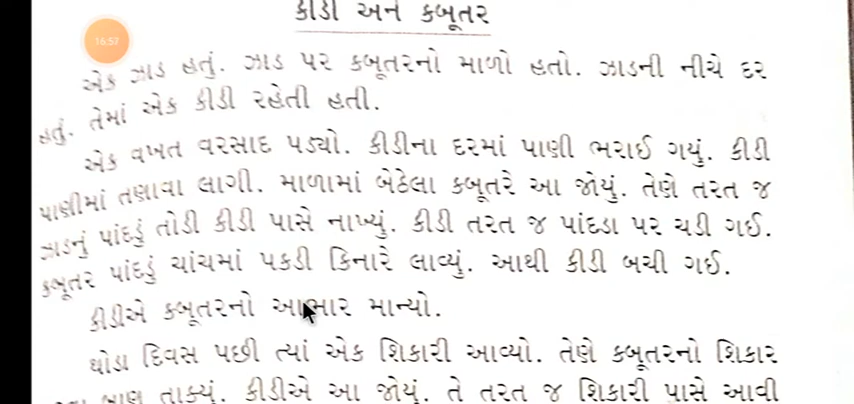 કીડી અને કબૂતર
16:57
એક ઝાડ હતું. ઝાડ પર કબૂતરનો માળો હતો. ઝાડની નીચે દર
હતું. તેમાં એક કીડી રહેતી હતી.
એક વખત વરસાદ પડ્યો. કીડીના દરમાં પાણી ભરાઈ ગયું. કીડી
પાણીમાં તણાવા લાગી. માળામાં બેઠેલા કબૂતરે આ જોયું. તેણે તરત જ
ઝાડનું પાંદડું તોડી કીડી પાસે નાખ્યું. કીડી તરત જ પાંદડા પર ચડી ગઈ.
કબૂતર પાંદડું ચાંચમાં પકડી કિનારે લાવ્યું. આથી કીડી બચી ગઈ.
કીડીએ કબૂતરનો આભાર માન્યો.
થોડા દિવસ પછી ત્યાં એક શિકારી આવ્યો. તેણે કબૂતરનો શિકાર
બાણ તાક્યું. કીડીએ આ જોયું. તે તરત જ શિકારી પાસે આવી